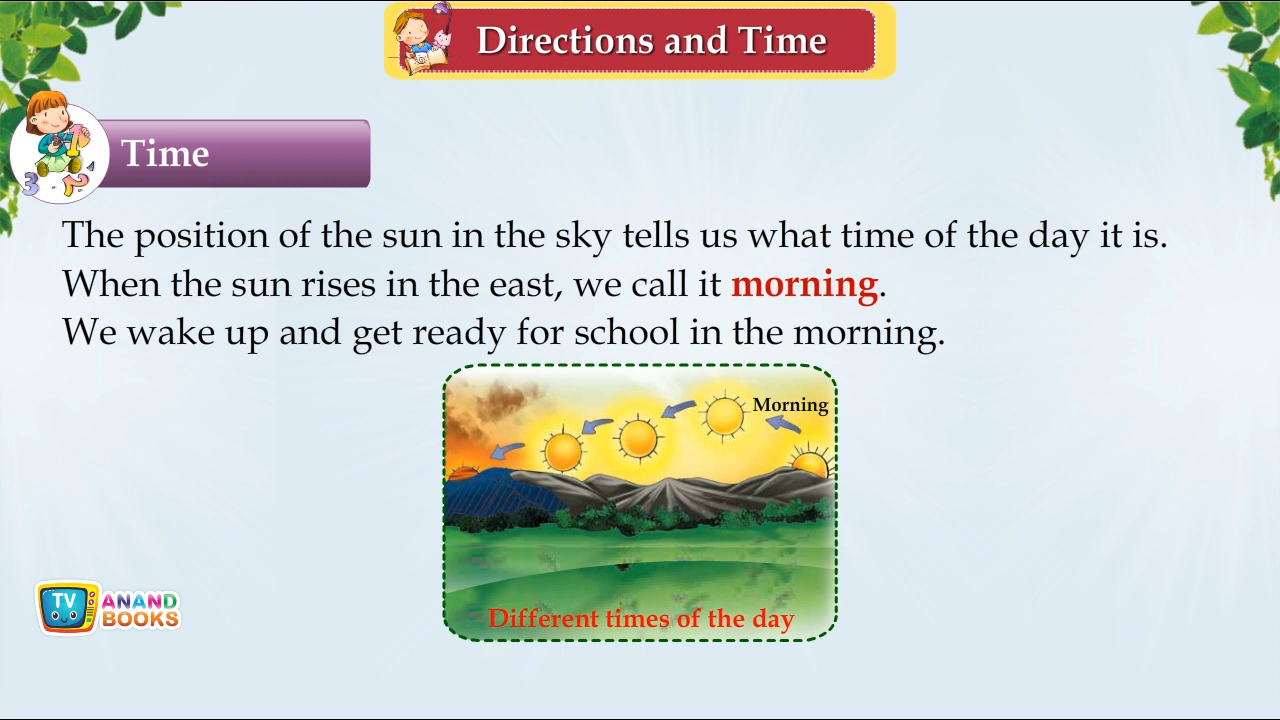 Directions and Time
Time
The position of the sun in the sky tells us what time of the day it is.
When the sun rises in the east, we call it morning.
We wake up and get ready for school in the morning.
Morning
Different times of the day
TV
ANAND
BOOKS